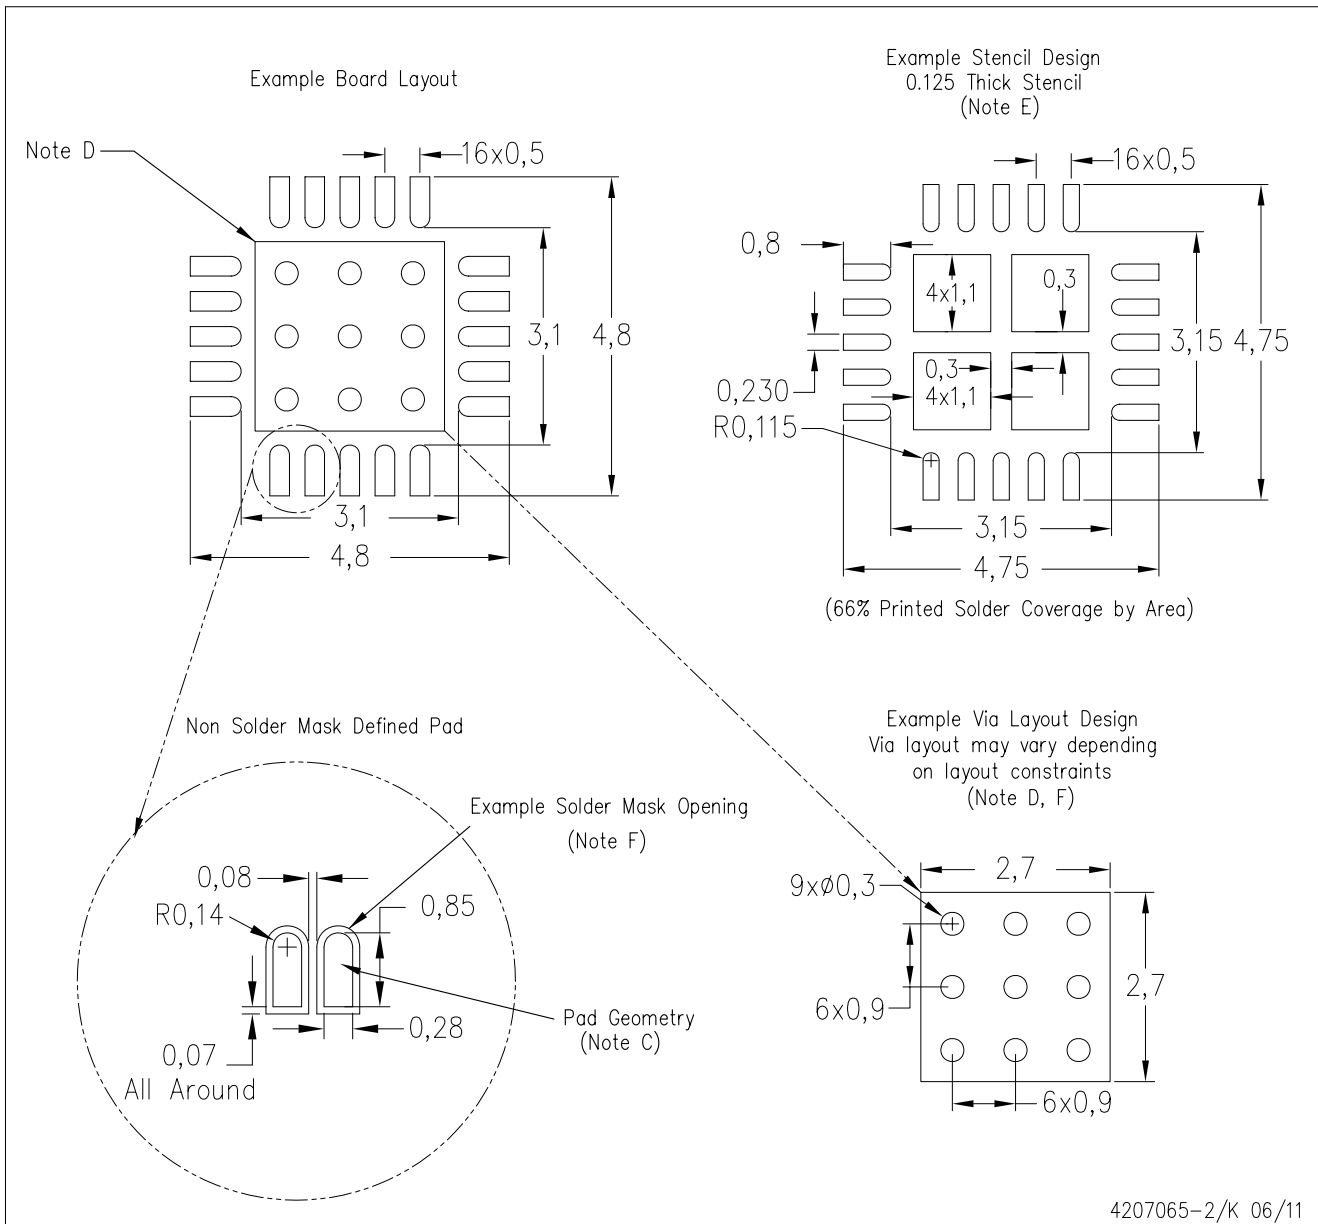 Example Board Layout
Note D
16x0,5
3,1
4,8
3,1
4,8
Example Stencil Design
0.125 Thick Stencil
(Note E)
16x0,5
0,8
4x1,1
0,3
3,15
4,75
0,230
0,3
4x1,1
R0,115
3,15
4,75
(66% Printed Solder Coverage by Area)
Non Solder Mask Defined Pad
Example Solder Mask Opening
(Note F)
0,08
R0,14
0,85
0,28
Pad Geometry
(Note C)
0,07
All Around
Example Via Layout Design
Via layout may vary depending
on layout constraints
(Note D, F)
2,7
9xø0,3
6x0,9
2,7
6x0,9
4207065-2/K 06/11